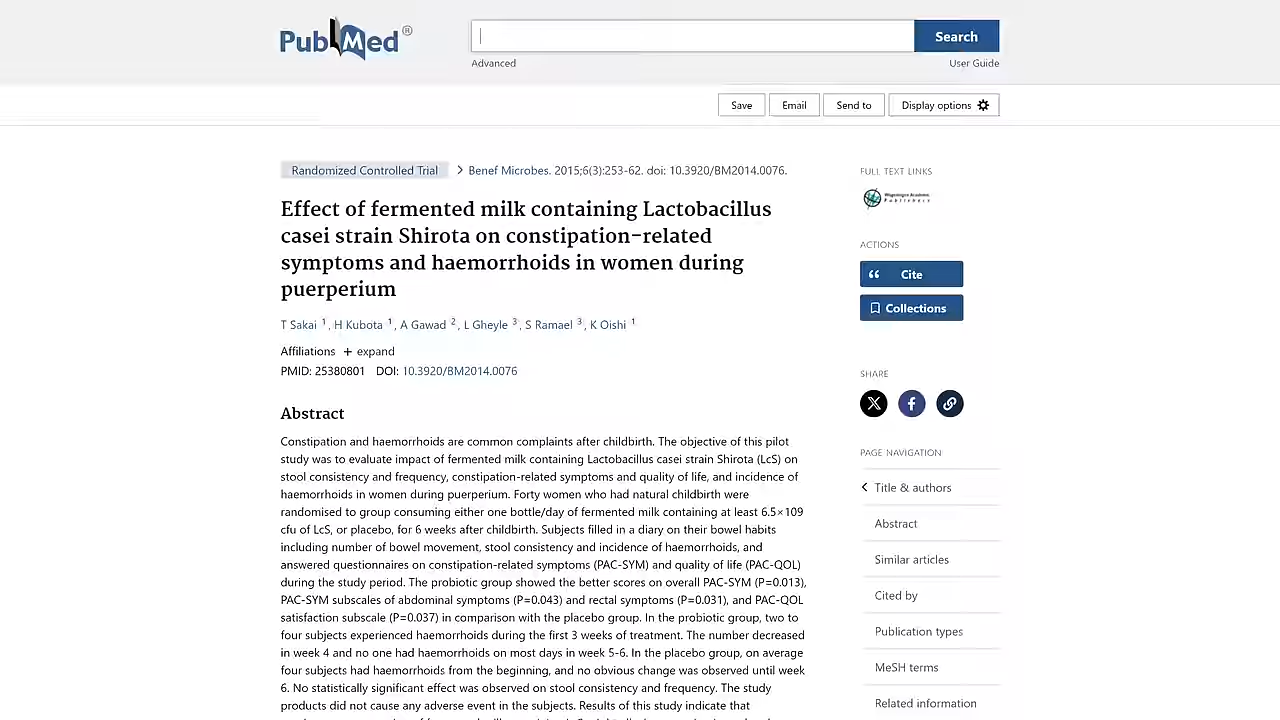 PubMed®
Search
Advanced
User Guide
Save
Email
Send to
Display options
Randomized Controlled Trial > Benef Microbes. 2015;6(3):253-62. doi: 10.3920/BM2014.0076.
Effect of fermented milk containing Lactobacillus
casei strain Shirota on constipation-related
symptoms and haemorrhoids in women during
puerperium
T Sakai 1, H Kubota 1, A Gawad 2, L Gheyle 3, S Ramael 3, K Oishi 1
Affiliations + expand
PMID: 25380801 DOI: 10.3920/BM2014.0076
Abstract
Constipation and haemorrhoids are common complaints after childbirth. The objective of this pilot
study was to evaluate impact of fermented milk containing Lactobacillus casei strain Shirota (LcS) on
stool consistency and frequency, constipation-related symptoms and quality of life, and incidence of
haemorrhoids in women during puerperium. Forty women who had natural childbirth were
randomised to group consuming either one bottle/day of fermented milk containing at least 6.5×109
cfu of LcS, or placebo, for 6 weeks after childbirth. Subjects filled in a diary on their bowel habits
including number of bowel movement, stool consistency and incidence of haemorrhoids, and
answered questionnaires on constipation-related symptoms (PAC-SYM) and quality of life (PAC-QOL)
during the study period. The probiotic group showed the better scores on overall PAC-SYM (P=0.013),
PAC-SYM subscales of abdominal symptoms (P=0.043) and rectal symptoms (P=0.031), and PAC-QOL
satisfaction subscale (P=0.037) in comparison with the placebo group. In the probiotic group, two to
four subjects experienced haemorrhoids during the first 3 weeks of treatment. The number decreased
in week 4 and no one had haemorrhoids on most days in week 5-6. In the placebo group, on average
four subjects had haemorrhoids from the beginning, and no obvious change was observed until week
6. No statistically significant effect was observed on stool consistency and frequency. The study
products did not cause any adverse event in the subjects. Results of this study indicate that
FULL TEXT LINKS
Wageningen Academic
Publishers
ACTIONS
Cite
Collections
SHARE
PAGE NAVIGATION
Title & authors
Abstract
Similar articles
Cited by
Publication types
MeSH terms
Related information